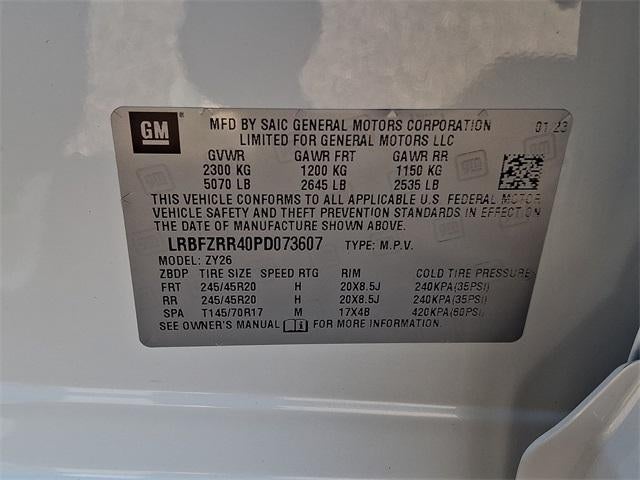 GM
MFD BY SAIC GENERAL MOTORS CORPORATION 01 23
LIMITED FOR GENERAL MOTORS LLC
GVWR GAWR FRT GAWR RR
2300 KG 1200 KG 1150 KG
5070 LB 2645 LB 2535 LB
THIS VEHICLE CONFORMS TO ALL APPLICABLE U.S. FEDERAL MOTOR
VEHICLE SAFETY AND THEFT PREVENTION STANDARDS IN EFFECT ON
THE DATE OF MANUFACTURE SHOWN ABOVE.
LRBFZRR40PD073607 TYPE: M.P.V.
MODEL: ZY26
ZBDP TIRE SIZE SPEED RTG RIM COLD TIRE PRESSURE
FRT 245/45R20 H 20X8.5J 240KPA(35PSI)
RR 245/45R20 H 20X8.5J 240KPA(35PSI)
SPA T145/70R17 M 17X4B 420KPA(60PSI)
SEE OWNER'S MANUAL FOR MORE INFORMATION.